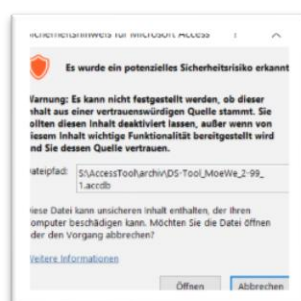 Sicherheitshinweis für Microsoft Access ?
Es wurde ein potenzielles Sicherheitsrisiko erkannt
Warnung: Es kann nicht festgestellt werden, ob dieser
Inhalt aus einer vertrauenswürdigen Quelle stammt. Sie
sollten diesen Inhalt deaktiviert lassen, außer wenn von
diesem Inhalt wichtige Funktionalität bereitgestellt wird
und Sie dessen Quelle vertrauen.
Dateipfad: S:\AccessTool\archiv\DS-Tool_MoeWe_2-99_
1.accdb
Diese Datei kann unsicheren Inhalt enthalten, der Ihren
Computer beschädigen kann. Möchten Sie die Datei öffnen
oder den Vorgang abbrechen?
Weitere Informationen
Öffnen Abbrechen